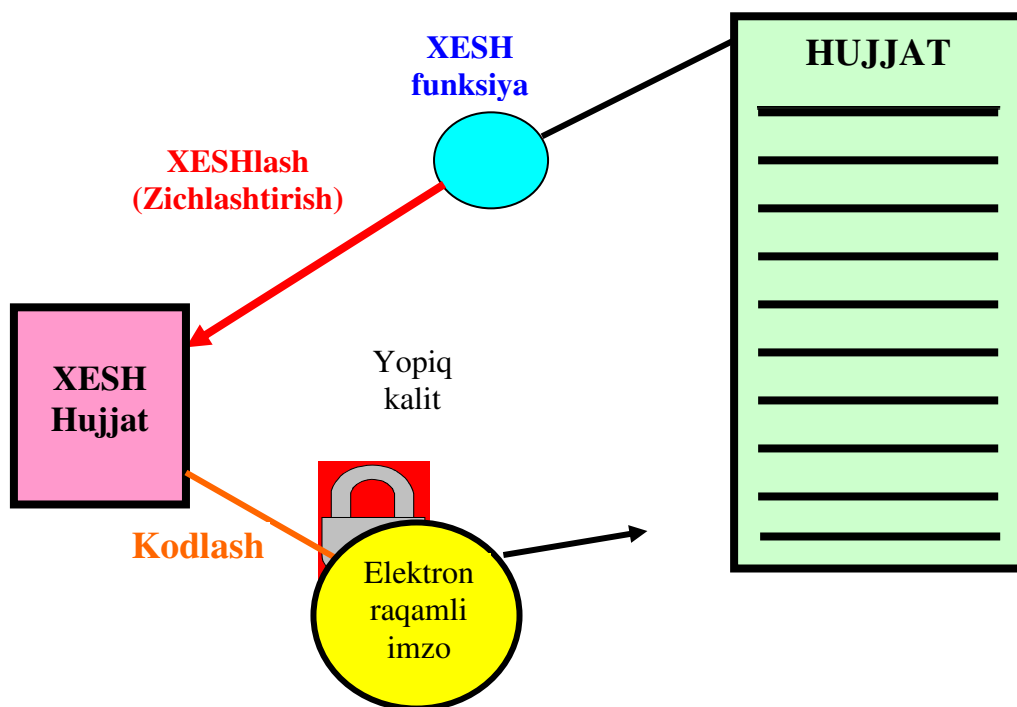 XESH
funksiya
HUJJAT
XESHlash
(Zichlashtirish)
XESH
Hujjat
Yopiq
kalit
Kodlash
Elektron
raqamli
imzo